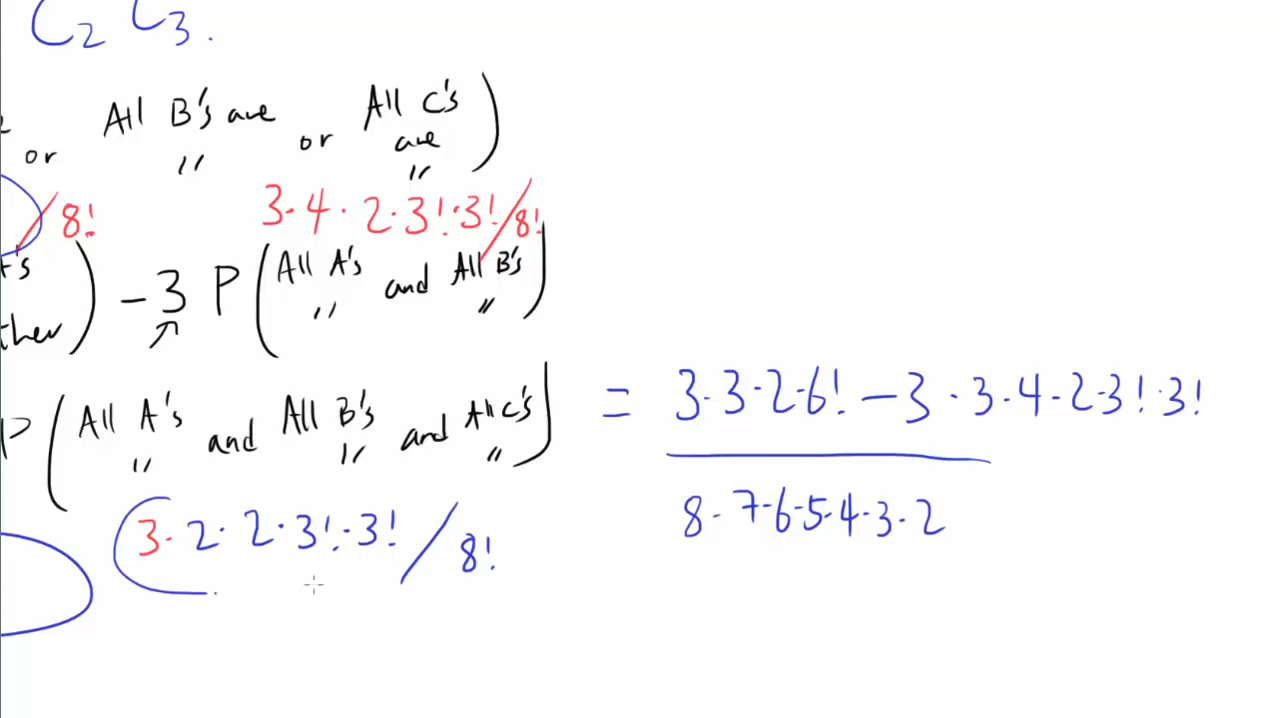 C₂ C₃.
or All B's are or All C's are )
" "
/8! 3·4·2·3!·3!/8!
's ) −3 P ( All A's and All B's )
ther ↗ " "
P ( All A's and All B's and All C's ) = 3·3·2·6! − 3·3·4·2·3!·3!
" " "
3·2·2·3!·3! / 8! 8·7·6·5·4·3·2